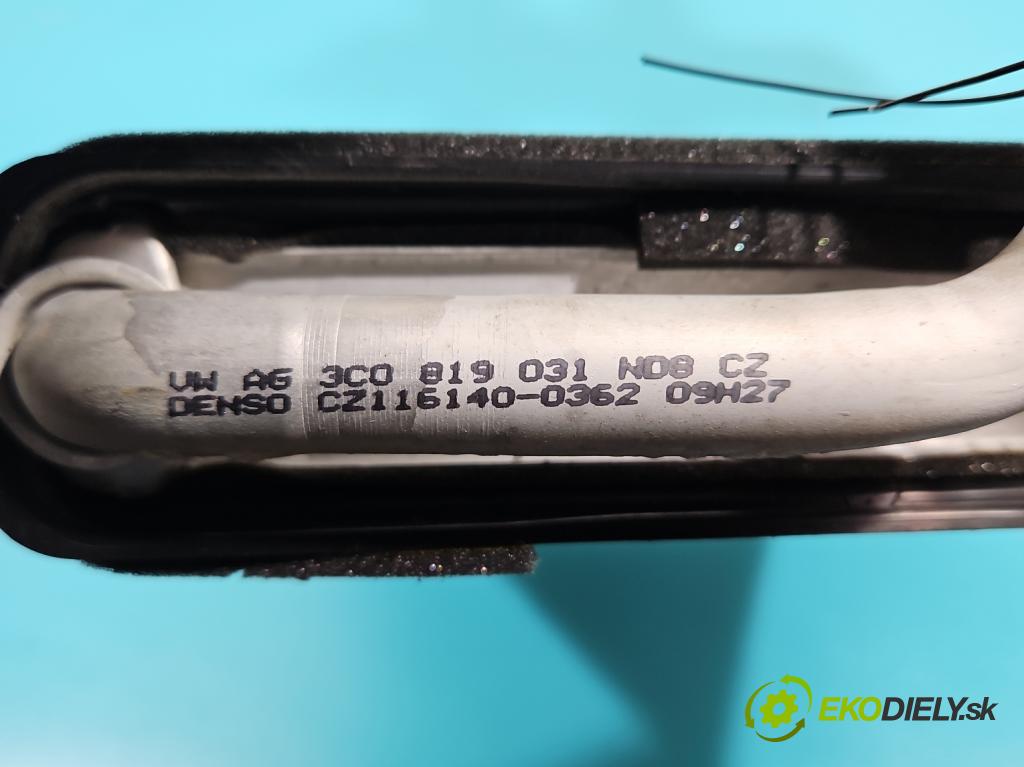 VW AG 3C0 819 031 ND8 CZ
DENSO CZ116140-0362 09H27
EKODIELY.sk